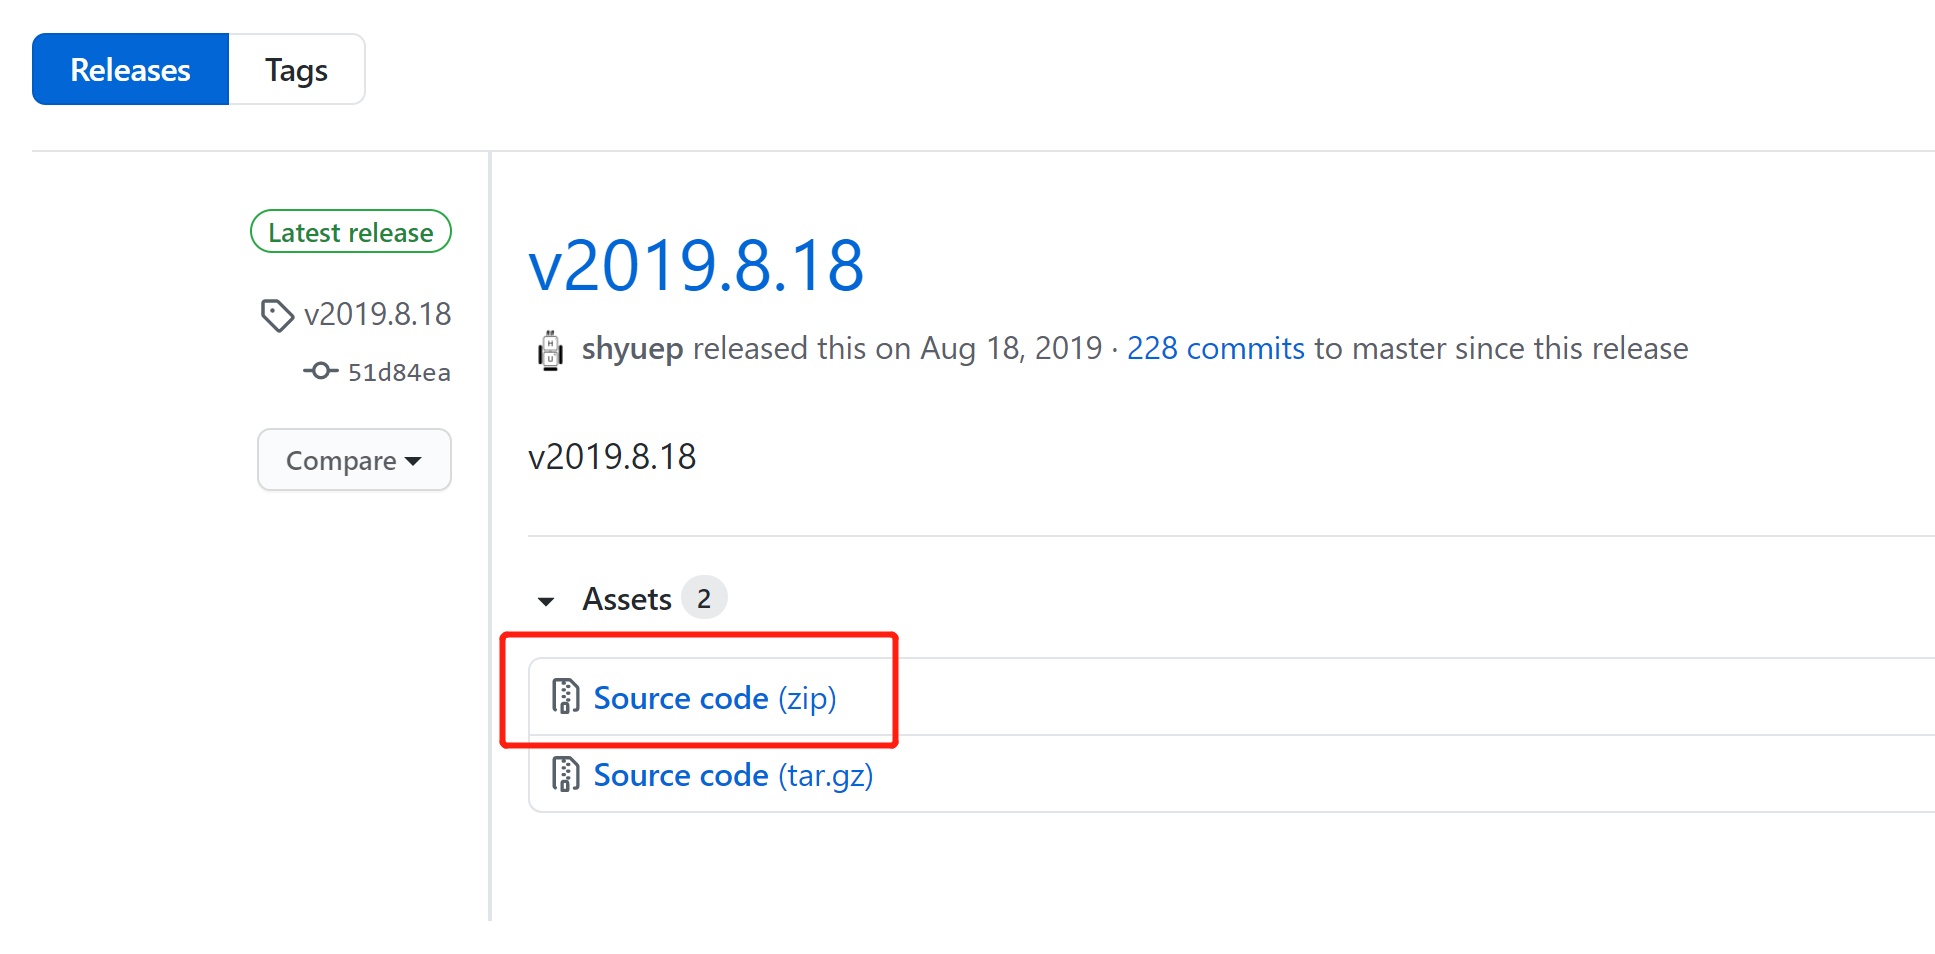 Releases Tags
Latest release
v2019.8.18
51d84ea
Compare
v2019.8.18
shyuep released this on Aug 18, 2019 · 228 commits to master since this release
v2019.8.18
Assets 2
Source code (zip)
Source code (tar.gz)